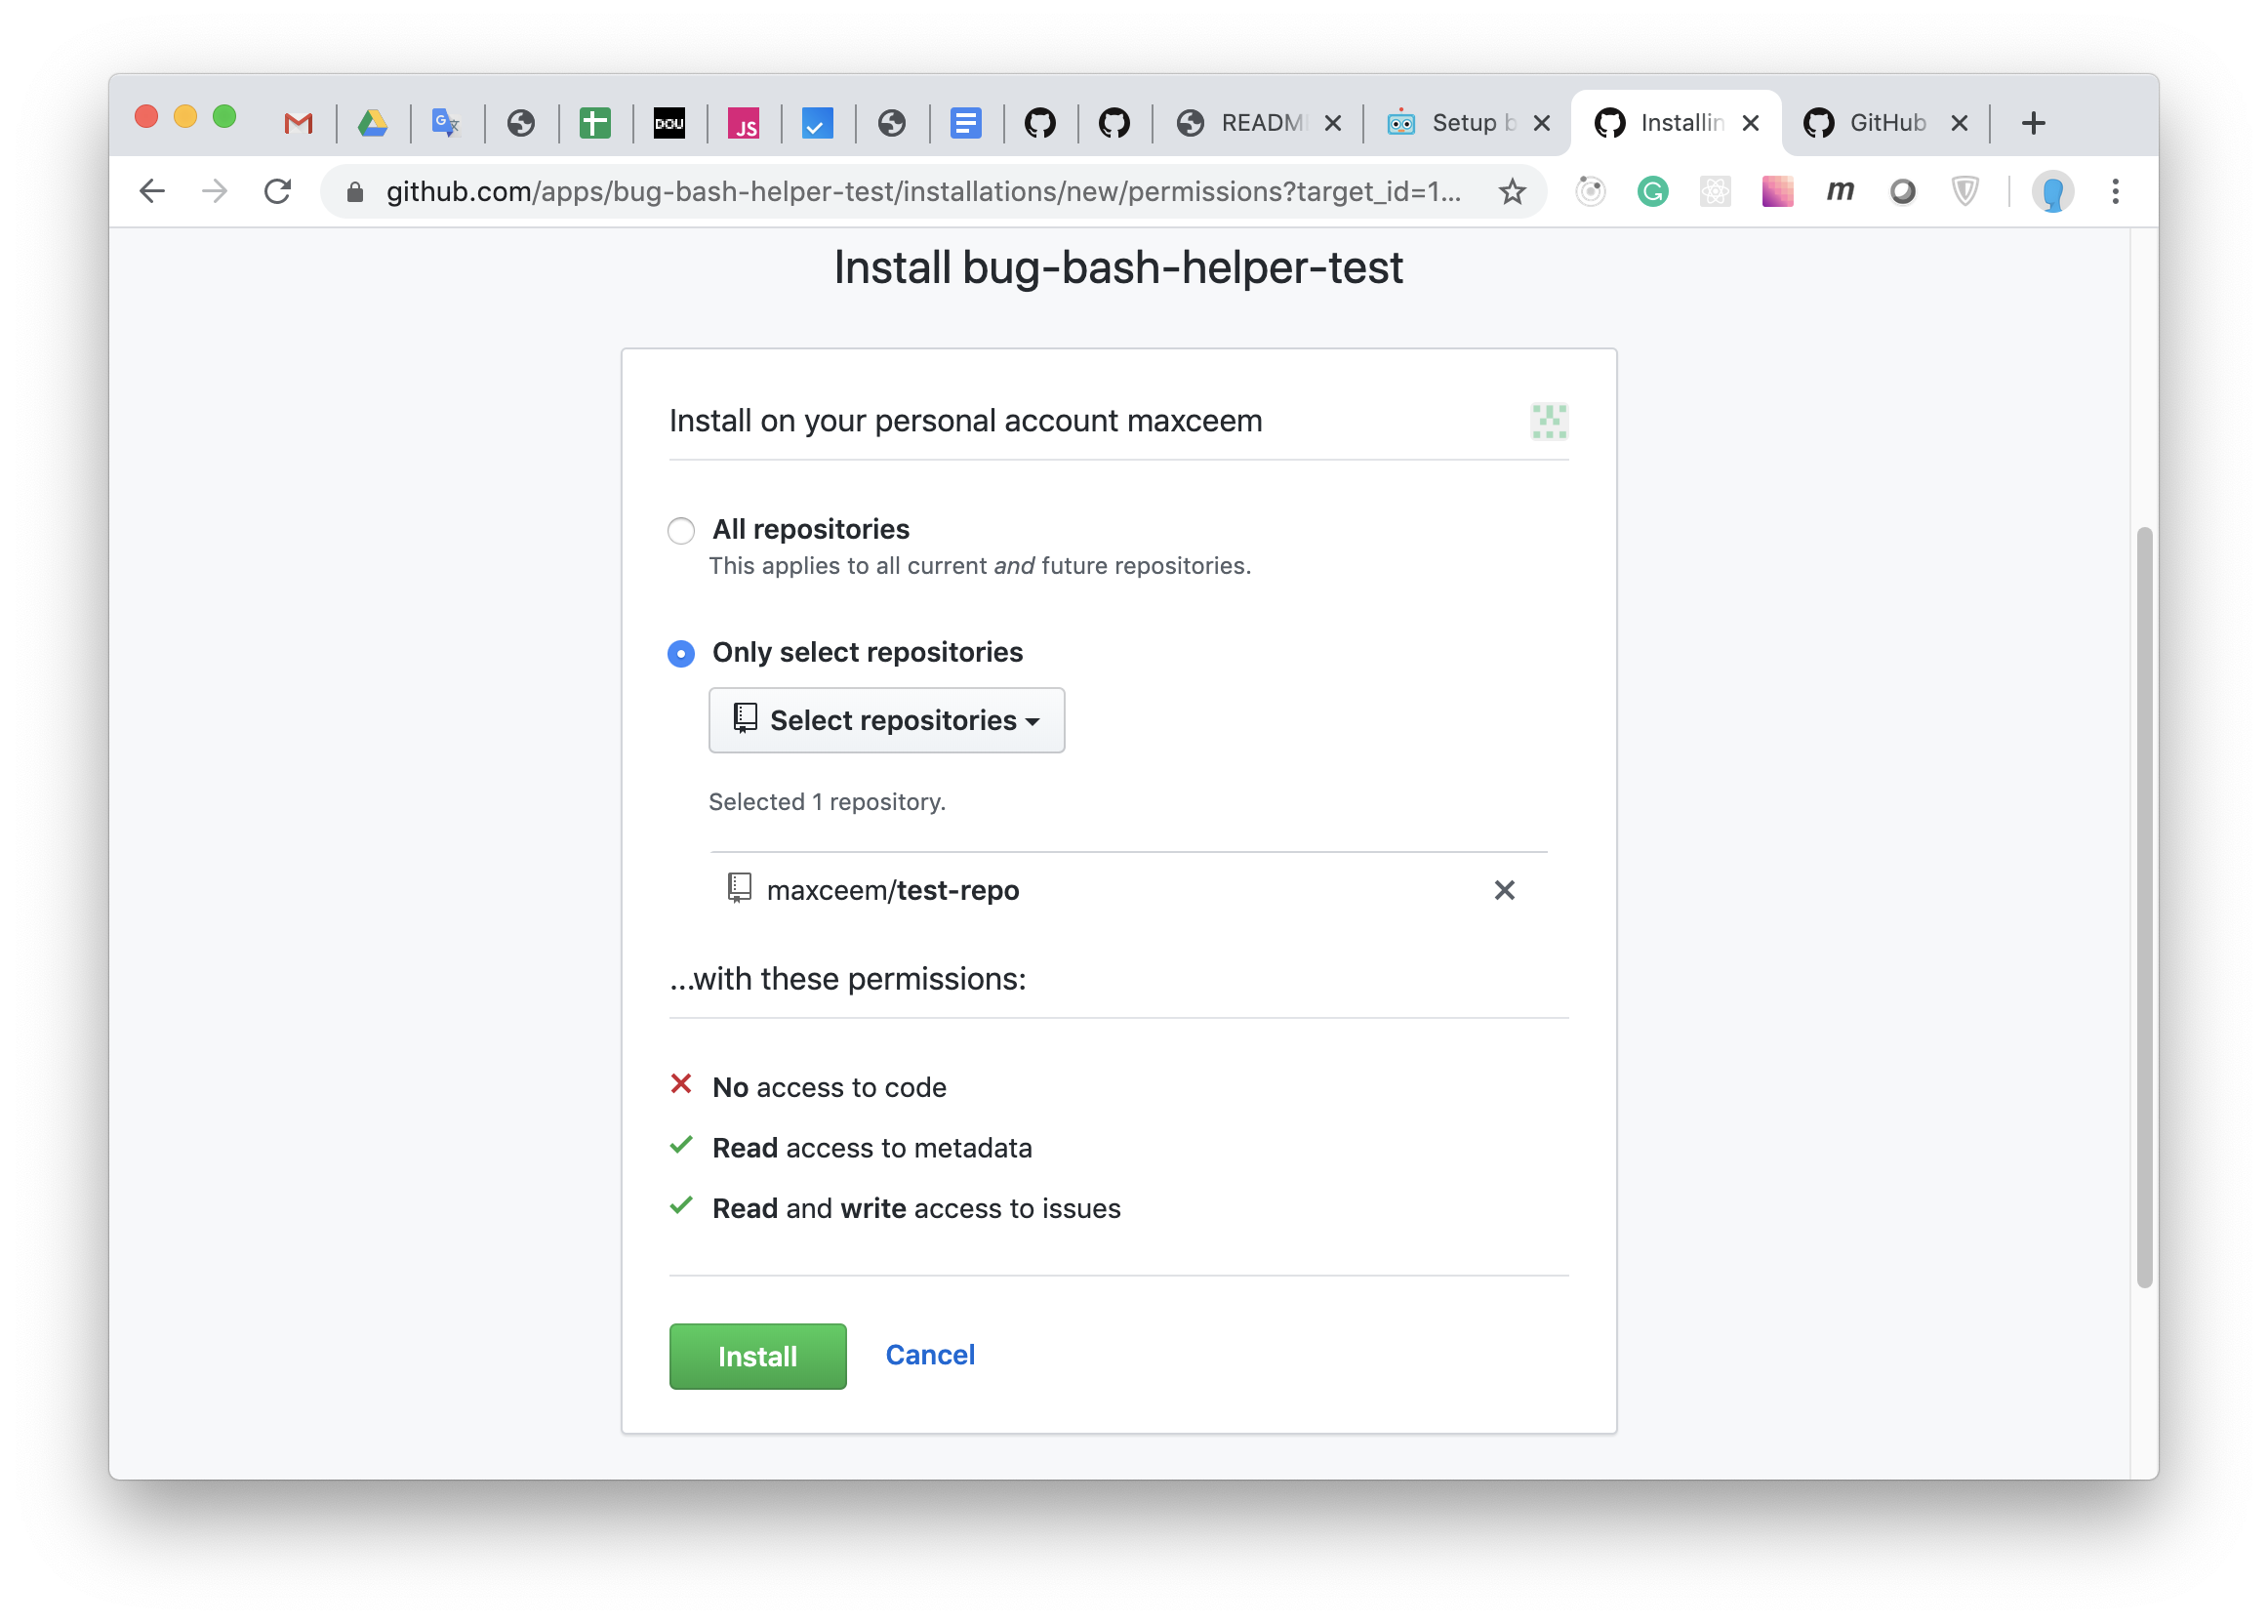 DOU
JS
READM
Setup b
Installin
GitHub
github.com/apps/bug-bash-helper-test/installations/new/permissions?target_id=1...
m
Install bug-bash-helper-test
Install on your personal account maxceem
All repositories
This applies to all current and future repositories.
Only select repositories
Select repositories
Selected 1 repository.
maxceem/test-repo
...with these permissions:
No access to code
Read access to metadata
Read and write access to issues
Install
Cancel